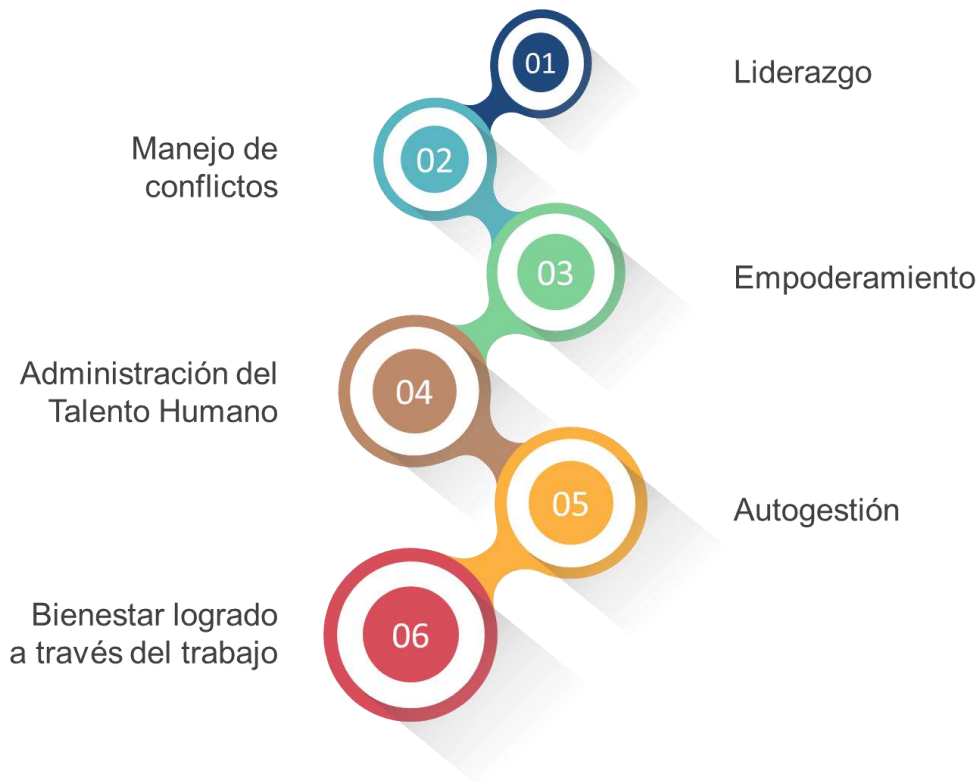 01
Liderazgo
Manejo de
conflictos
02
03
Empoderamiento
Administración del
Talento Humano
04
05
Autogestión
Bienestar logrado
a través del trabajo
06